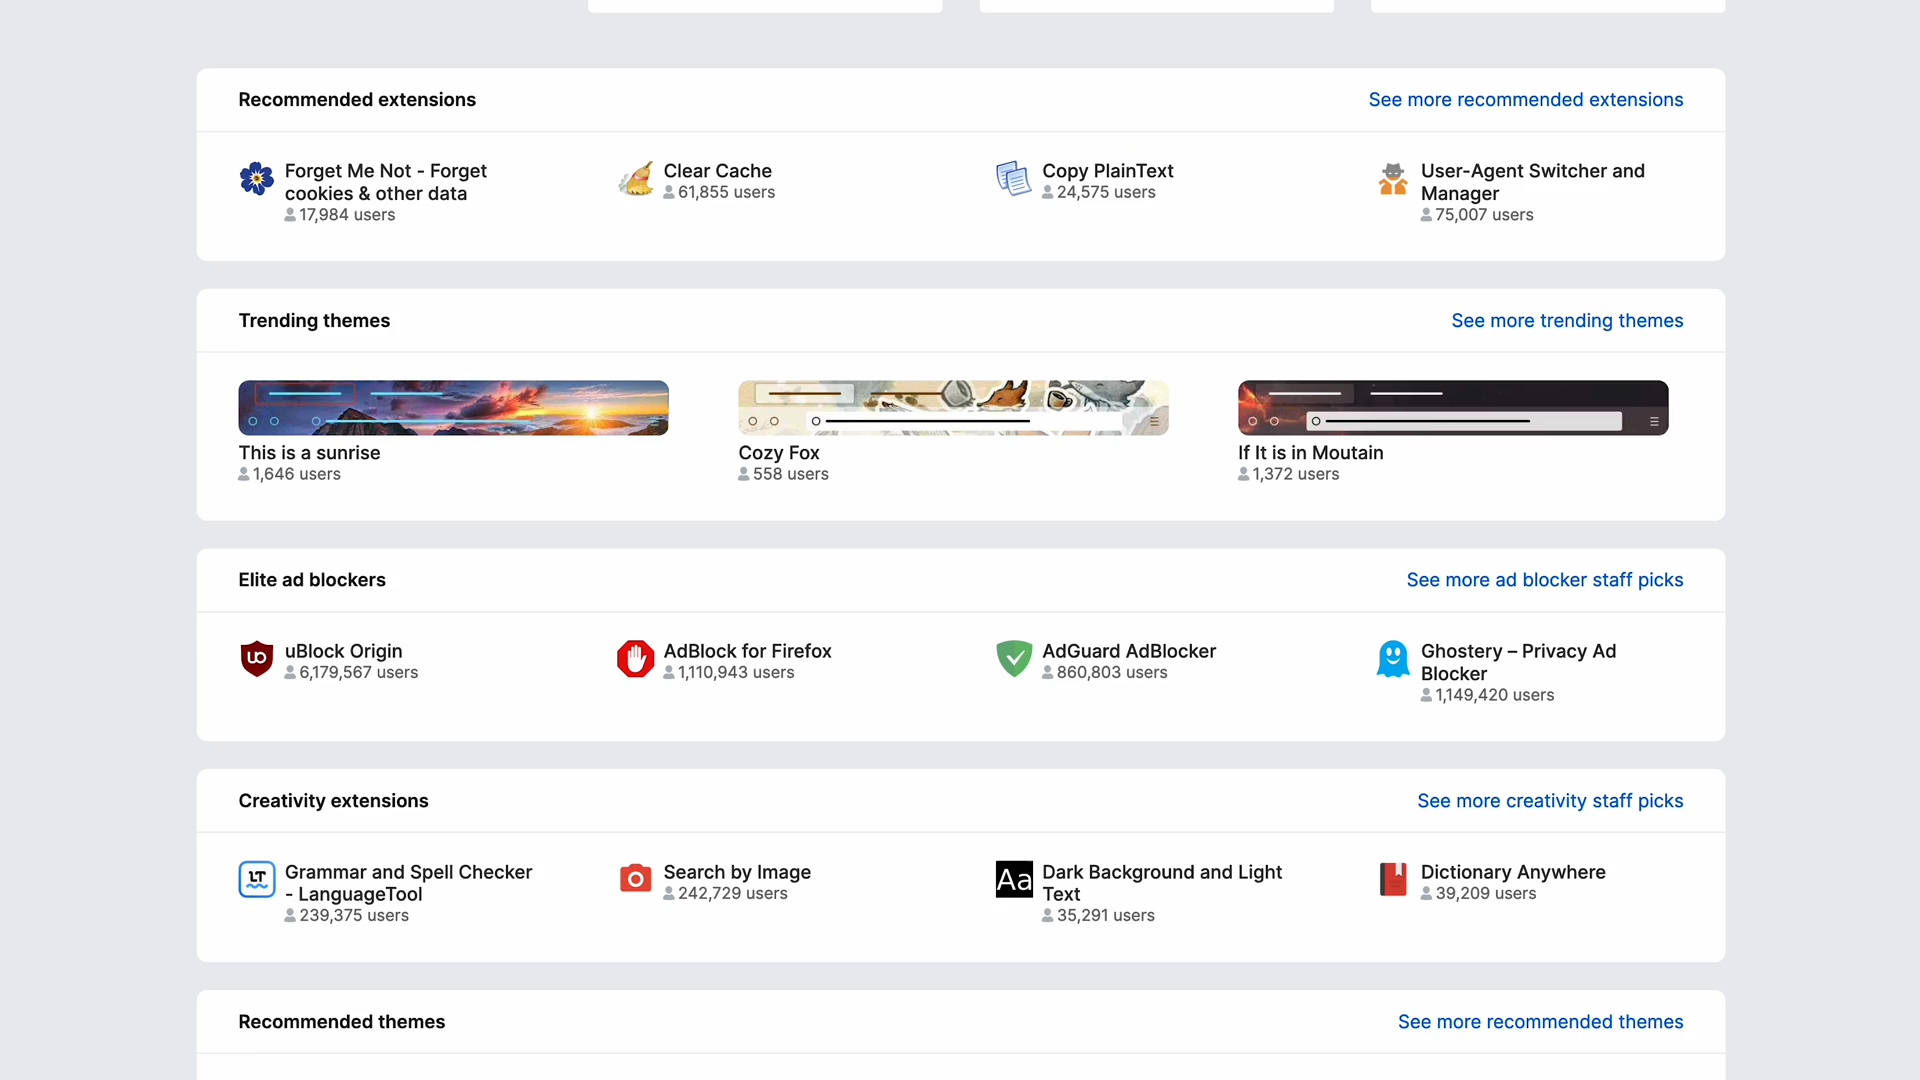 Recommended extensions
See more recommended extensions
Forget Me Not - Forget
cookies & other data
17,984 users
Clear Cache
61,855 users
Copy PlainText
24,575 users
User-Agent Switcher and
Manager
75,007 users
Trending themes
See more trending themes
This is a sunrise
1,646 users
Cozy Fox
558 users
If It is in Moutain
1,372 users
Elite ad blockers
See more ad blocker staff picks
uBlock Origin
6,179,567 users
AdBlock for Firefox
1,110,943 users
AdGuard AdBlocker
860,803 users
Ghostery – Privacy Ad
Blocker
1,149,420 users
Creativity extensions
See more creativity staff picks
LT
Grammar and Spell Checker
- LanguageTool
239,375 users
Search by Image
242,729 users
Aa
Dark Background and Light
Text
35,291 users
Dictionary Anywhere
39,209 users
Recommended themes
See more recommended themes